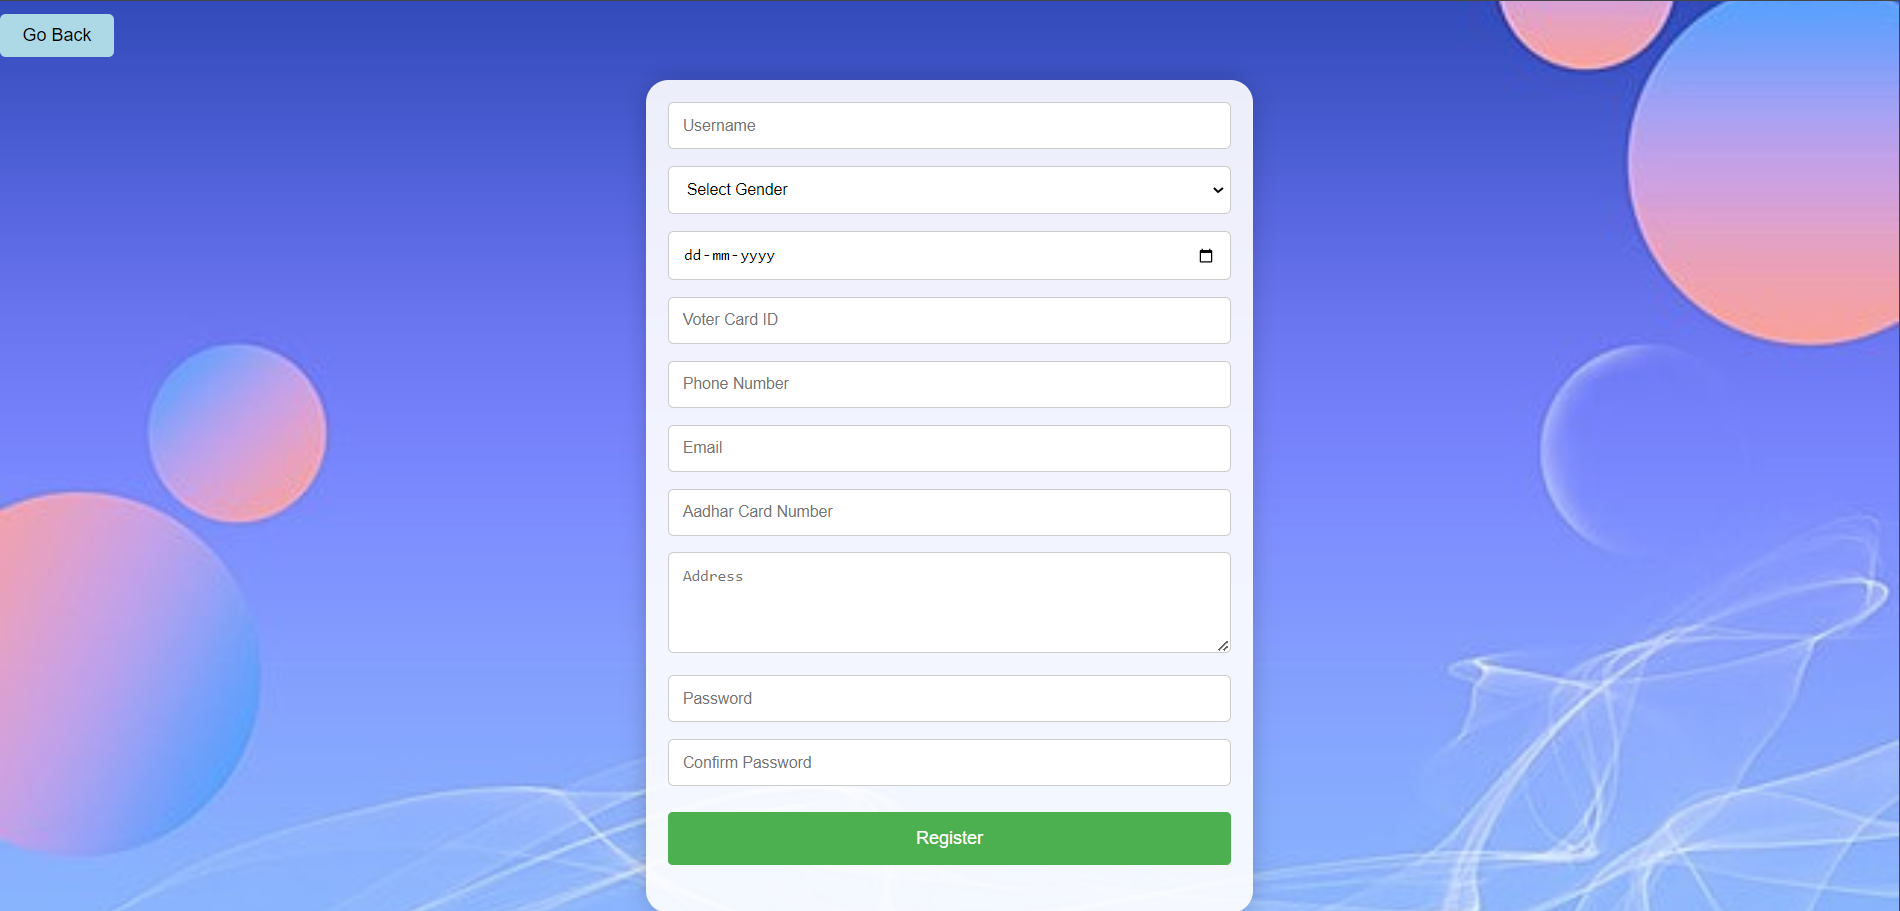 Go Back
Username
Select Gender
dd-mm-yyyy
Voter Card ID
Phone Number
Email
Aadhar Card Number
Address
Password
Confirm Password
Register